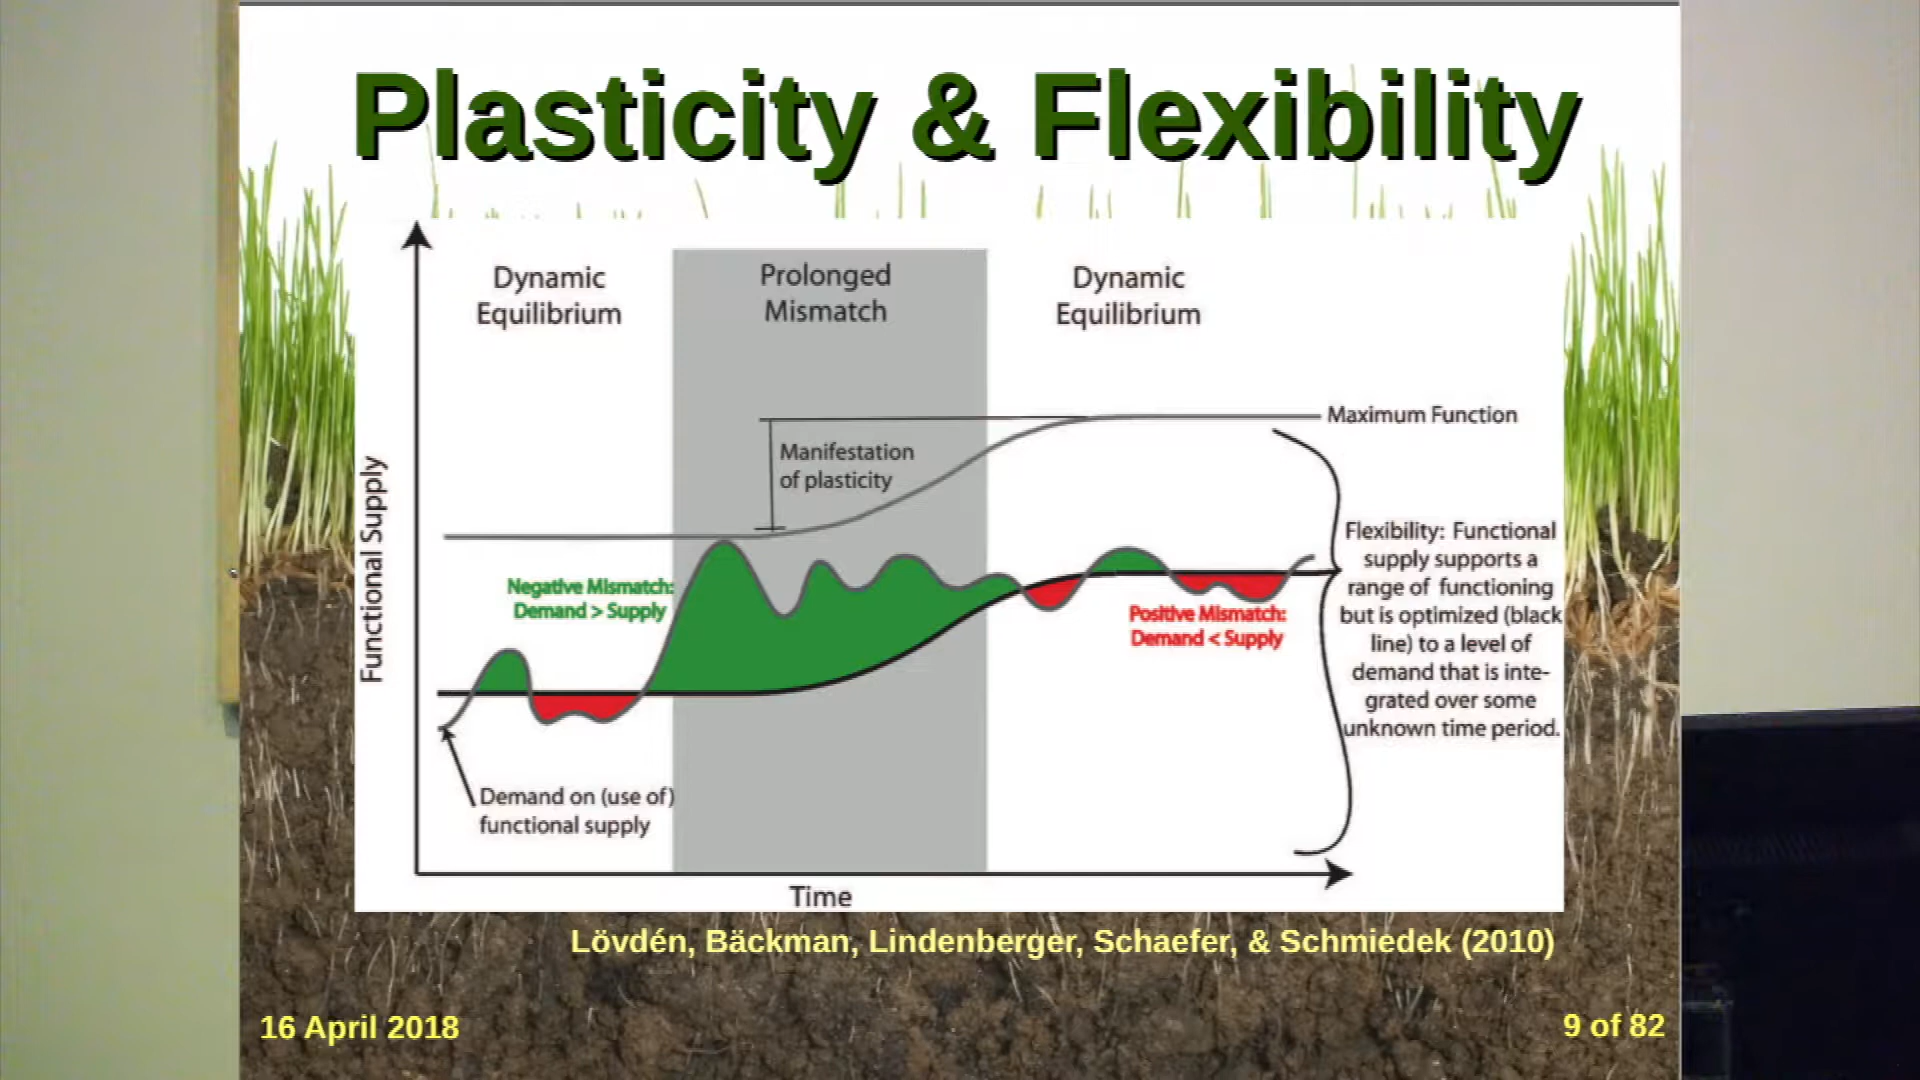 Plasticity & Flexibility
Dynamic
Equilibrium
Prolonged
Mismatch
Dynamic
Equilibrium
Maximum Function
Manifestation
of plasticity
Functional Supply
Negative Mismatch:
Demand > Supply
Positive Mismatch:
Demand < Supply
Flexibility: Functional
supply supports a
range of functioning
but is optimized (black
line) to a level of
demand that is inte-
grated over some
unknown time period.
Demand on (use of)
functional supply
Time
Lövdén, Bäckman, Lindenberger, Schaefer, & Schmiedek (2010)
16 April 2018
9 of 82